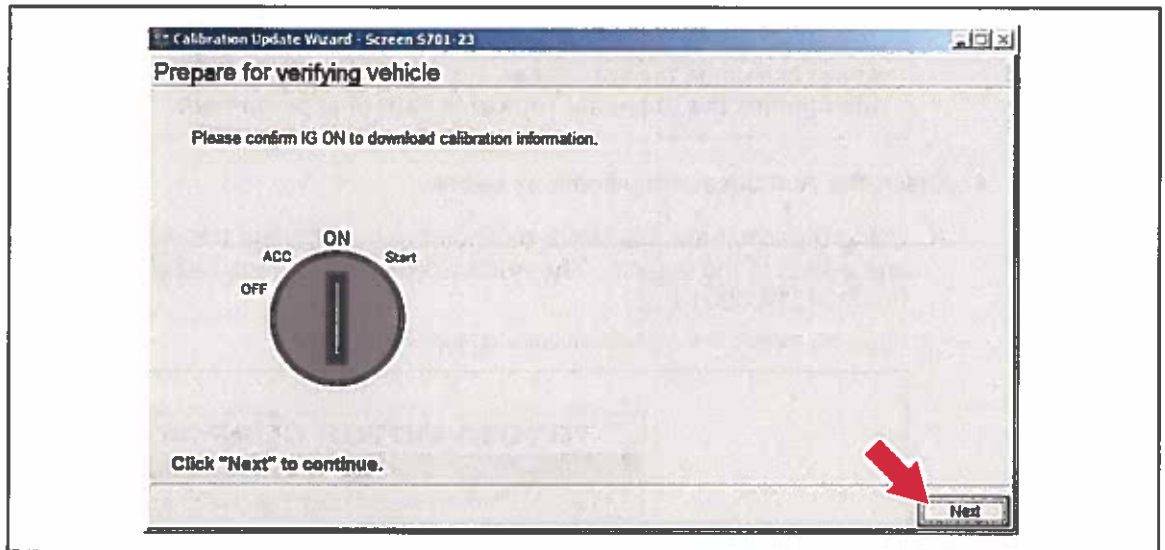 Calibration Update Wizard - Screen S701-23
Prepare for verifying vehicle
Please confirm IG ON to download calibration information.
ON
ACC
Start
OFF
Click "Next" to continue.
Next